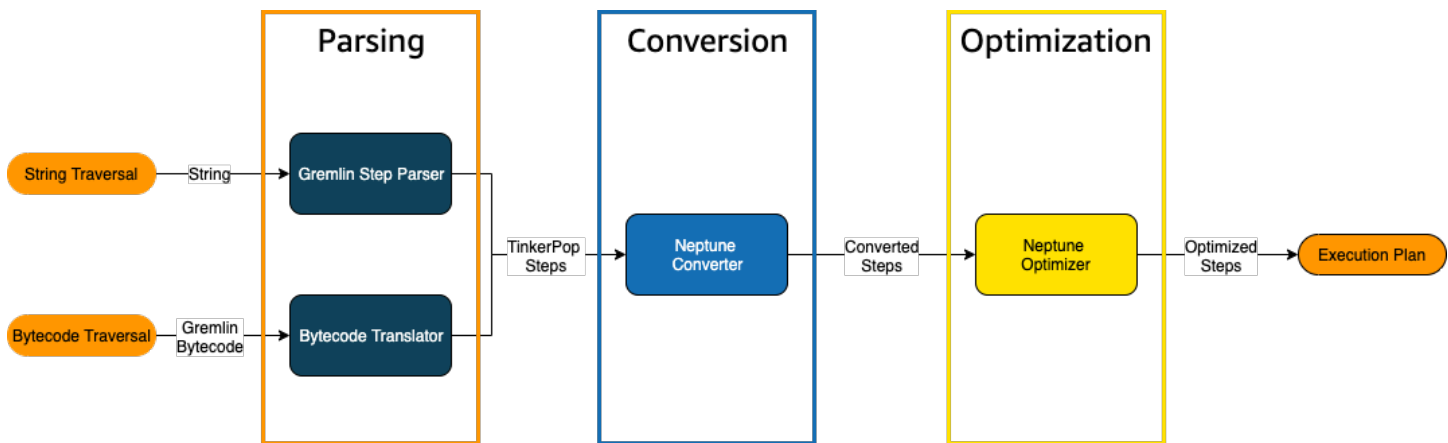 Parsing
Conversion
Optimization
String Traversal
String
Gremlin Step Parser
Bytecode Traversal
Gremlin
Bytecode
Bytecode Translator
TinkerPop
Steps
Neptune
Converter
Converted
Steps
Neptune
Optimizer
Optimized
Steps
Execution Plan